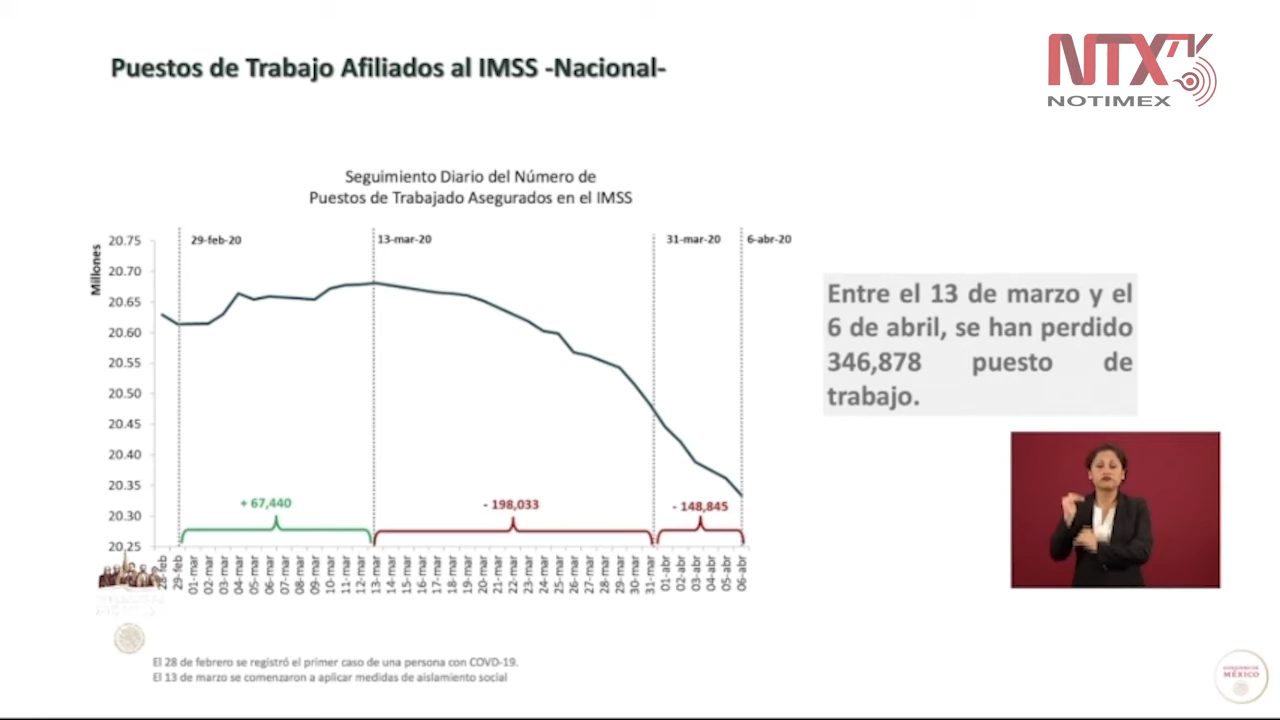 Puestos de Trabajo Afiliados al IMSS -Nacional-
NTX
NOTIMEX
Seguimiento Diario del Número de
Puestos de Trabajado Asegurados en el IMSS
Millones
20.75
20.70
20.65
20.60
20.55
20.50
20.45
20.40
20.35
20.30
20.25
29-feb-20
13-mar-20
31-mar-20
6-abr-20
+ 67,440
- 198,033
- 148,845
28-feb
29-feb
01-mar
02-mar
03-mar
04-mar
05-mar
06-mar
07-mar
08-mar
09-mar
10-mar
11-mar
12-mar
13-mar
14-mar
16-mar
17-mar
18-mar
19-mar
20-mar
21-mar
22-mar
23-mar
24-mar
25-mar
26-mar
27-mar
28-mar
29-mar
30-mar
31-mar
01-abr
02-abr
03-abr
04-abr
05-abr
06-abr
Entre el 13 de marzo y el
6 de abril, se han perdido
346,878 puesto de
trabajo.
El 28 de febrero se registró el primer caso de una persona con COVD-19.
El 13 de marzo se comenzaron a aplicar medidas de aislamiento social
GOBIERNO DE
MÉXICO